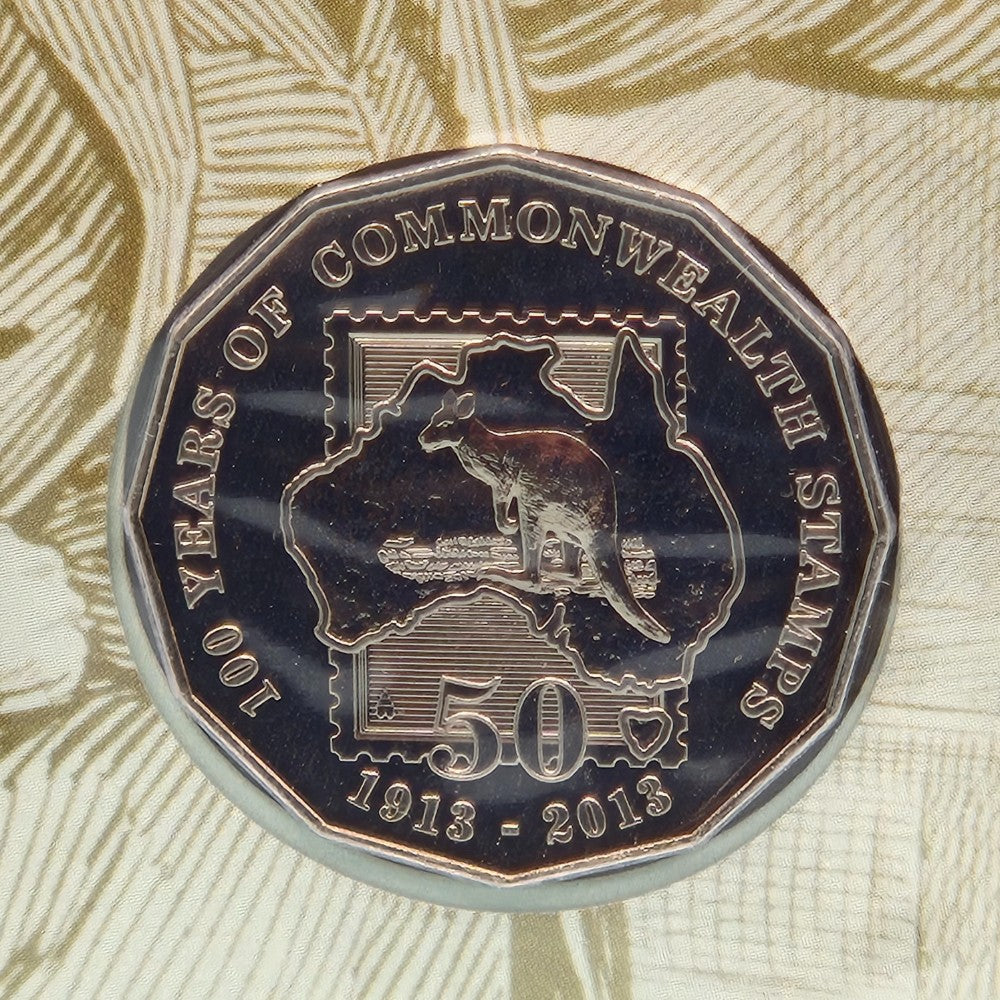 100 YEARS OF COMMONWEALTH STAMPS
50
1913 - 2013